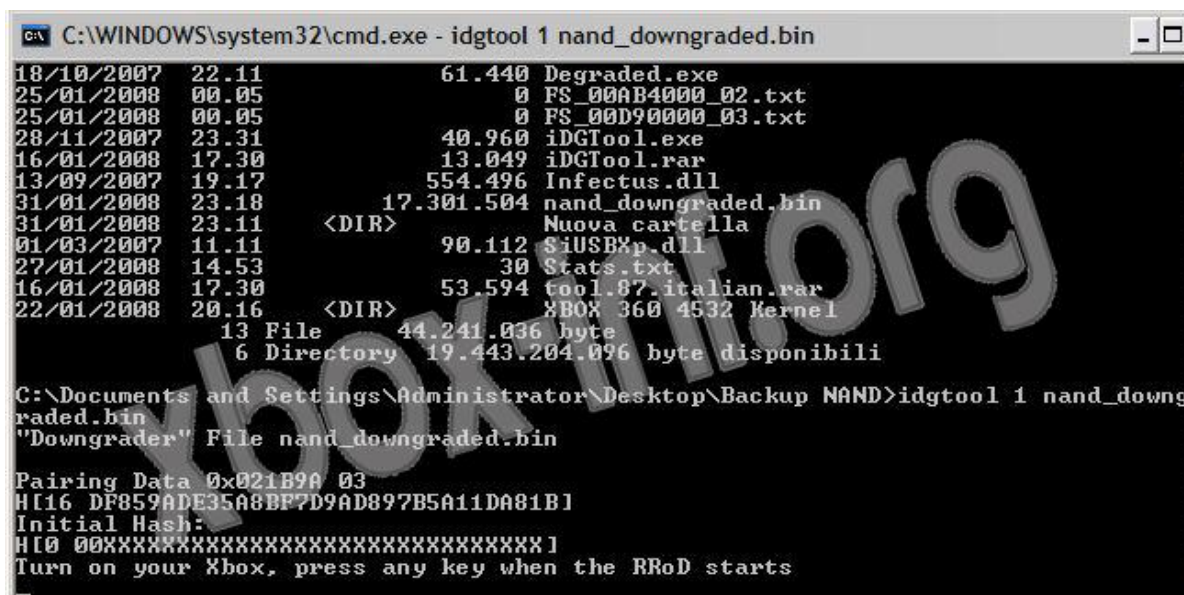 C:\WINDOWS\system32\cmd.exe - idgtool 1 nand_downgraded.bin
18/10/2007 22.11 61.440 Degraded.exe
25/01/2008 00.05 0 FS_00AB4000_02.txt
25/01/2008 00.05 0 FS_00D90000_03.txt
28/11/2007 23.31 40.960 iDGTool.exe
16/01/2008 17.30 13.049 iDGTool.rar
13/09/2007 19.17 554.496 Infectus.dll
31/01/2008 23.18 17.301.504 nand_downgraded.bin
31/01/2008 23.11 <DIR> Nuova cartella
01/03/2007 11.11 90.112 SiUSBXp.dll
27/01/2008 14.53 30 Stats.txt
16/01/2008 17.30 53.594 tool.87.italian.rar
22/01/2008 20.16 <DIR> XBOX 360 4532 Kernel
13 File 44.241.036 byte
6 Directory 19.443.204.096 byte disponibili
C:\Documents and Settings\Administrator\Desktop\Backup NAND>idgtool 1 nand_downg
raded.bin
"Downgrader" File nand_downgraded.bin
Pairing Data 0x021B9A 03
H[16 DF859ADE35A8BF7D9AD897B5A11DA81B]
Initial Hash:
H[0 00XXXXXXXXXXXXXXXXXXXXXXXXXXXXXX]
Turn on your Xbox, press any key when the RRoD starts
xbox-inf.org